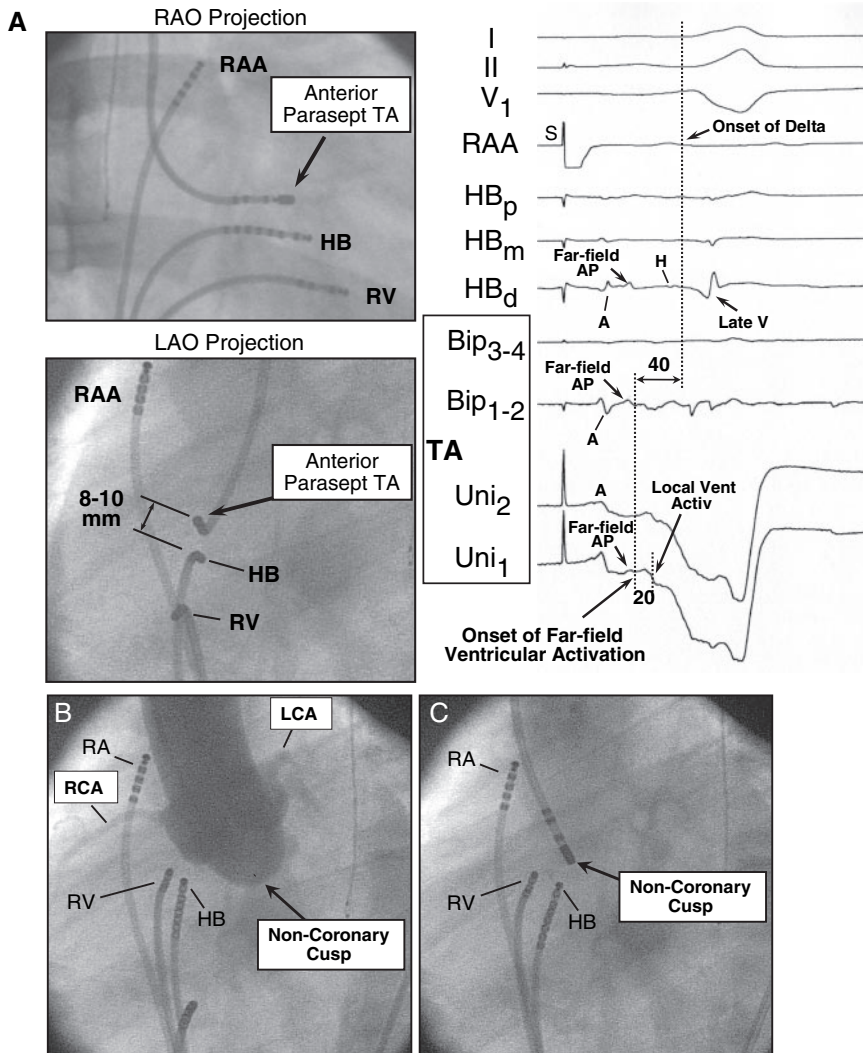 A
RAO Projection
RAA
Anterior
Parasept TA
HB
RV
LAO Projection
RAA
Anterior
Parasept TA
8-10
mm
HB
RV
I
II
V1
Onset of Delta
RAA
S
HBp
HBm
Far-field
AP
H
HBd
A
Late V
Bip3-4
Far-field
AP
40
Bip1-2
A
TA
Uni2
A
Local Vent
Activ
Far-field
AP
Uni1
20
Onset of Far-field
Ventricular Activation
B
LCA
RA
RCA
RV
HB
Non-Coronary
Cusp
C
RA
RV
HB
Non-Coronary
Cusp